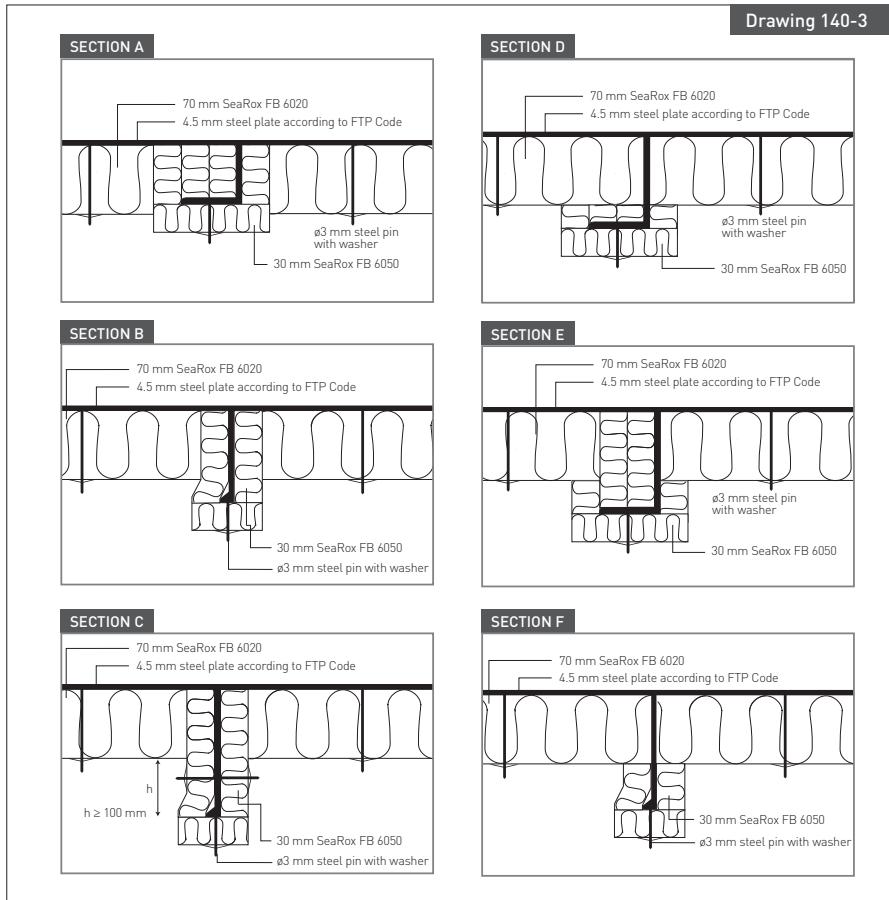 Drawing 140-3
SECTION A
70 mm SeaRox FB 6020
4.5 mm steel plate according to FTP Code
ø3 mm steel pin
with washer
30 mm SeaRox FB 6050
SECTION D
70 mm SeaRox FB 6020
4.5 mm steel plate according to FTP Code
ø3 mm steel pin
with washer
30 mm SeaRox FB 6050
SECTION B
70 mm SeaRox FB 6020
4.5 mm steel plate according to FTP Code
30 mm SeaRox FB 6050
ø3 mm steel pin with washer
SECTION E
70 mm SeaRox FB 6020
4.5 mm steel plate according to FTP Code
ø3 mm steel pin
with washer
30 mm SeaRox FB 6050
SECTION C
70 mm SeaRox FB 6020
4.5 mm steel plate according to FTP Code
h
h ≥ 100 mm
30 mm SeaRox FB 6050
ø3 mm steel pin with washer
SECTION F
70 mm SeaRox FB 6020
4.5 mm steel plate according to FTP Code
30 mm SeaRox FB 6050
ø3 mm steel pin with washer